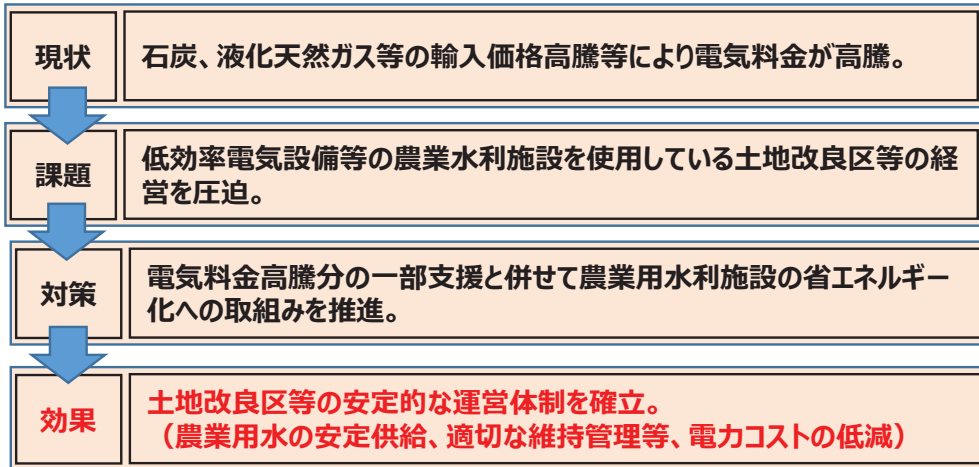 現状
石炭、液化天然ガス等の輸入価格高騰等により電気料金が高騰。
課題
低効率電気設備等の農業水利施設を使用している土地改良区等の経
営を圧迫。
対策
電気料金高騰分の一部支援と併せて農業用水利施設の省エネルギー
化への取組みを推進。
効果
土地改良区等の安定的な運営体制を確立。
（農業用水の安定供給、適切な維持管理等、電力コストの低減）